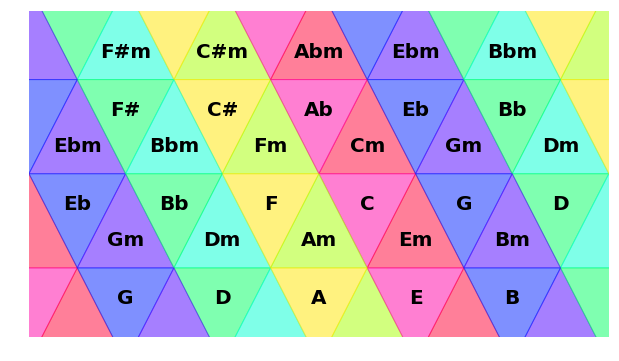 F#m C#m Abm Ebm Bbm
F# C# Ab Eb Bb
Ebm Bbm Fm Cm Gm Dm
Eb Bb F C G D
Gm Dm Am Em Bm
G D A E B